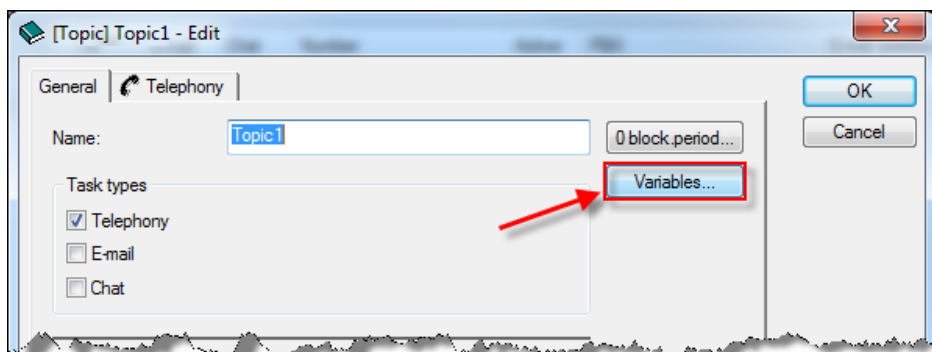 [Topic] Topic1 - Edit
General
Telephony
OK
Name:
Topic1
0 block.period...
Cancel
Variables...
Task types
Telephony
E-mail
Chat